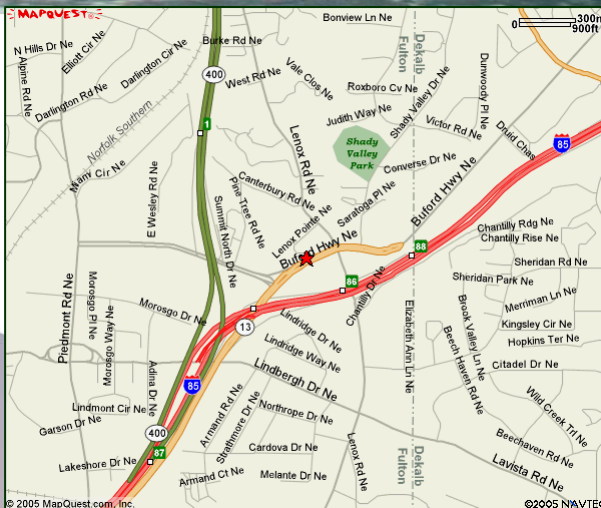 MAPQUEST
Bonview Ln Ne
300m
900ft
0
N Hills Dr Ne
Elliott Cir Ne
Alpine Rd Ne
Darlington Cir Ne
Darlington Rd Ne
Burke Rd Ne
400
West Rd Ne
Vale Clos Ne
Dekalb
Fulton
Roxboro Cv Ne
Judith Way Ne
Shady Valley Dr Ne
Dunwoody Pl Ne
Victor Rd Ne
Druid Chas
85
Norfolk Southern
1
Lenox Rd Ne
Shady
Valley
Park
Converse Dr Ne
Many Cir Ne
E Wesley Rd Ne
Canterbury Rd Ne
Pine Tree Rd Ne
Summit North Dr Ne
Lenox Pointe Ne
Saratoga Pl Ne
Buford Hwy Ne
Buford Hwy Ne
88
Chantilly Rdg Ne
Chantilly Rise Ne
Sheridan Rd Ne
Sheridan Park Ne
86
Chantilly Dr Ne
Piedmont Rd Ne
Morosgo Pl Ne
Morosgo Way Ne
Morosgo Dr Ne
13
Lindridge Dr Ne
Lindridge Way Ne
Elizabeth Ann Ln Ne
Brook Valley Ln Ne
Beech Haven Rd Ne
Merriman Ln Ne
Kingsley Cir Ne
Hopkins Ter Ne
Citadel Dr Ne
Wild Creek Trl Ne
Lindbergh Dr Ne
85
Adina Dr Ne
Lindmont Cir Ne
Garson Dr Ne
400
87
Lakeshore Dr Ne
Armand Rd Ne
Strathmore Dr Ne
Northrope Dr Ne
Cardova Dr Ne
Armand Ct Ne
Melante Dr Ne
Lenox Rd Ne
Dekalb
Fulton
Beechaven Rd Ne
Lavista Rd Ne
© 2005 MapQuest.com, Inc.
©2005 NAVTEQ